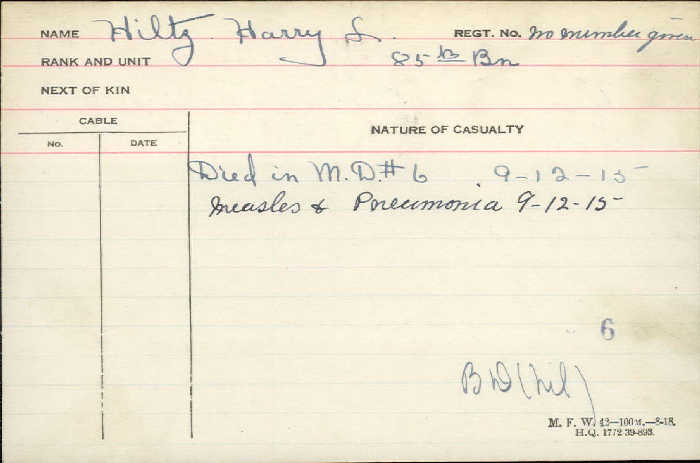 NAME Hiltz Harry L. REGT. No. no number given
RANK AND UNIT 85th Bn
NEXT OF KIN
CABLE
NATURE OF CASUALTY
No. DATE
Died in M.D.# 6 9-12-15
Measles & Pneumonia 9-12-15
6
BD (Nil)
M. F. W. 42—100M.—8-18.
H.Q. 1772 39-893.